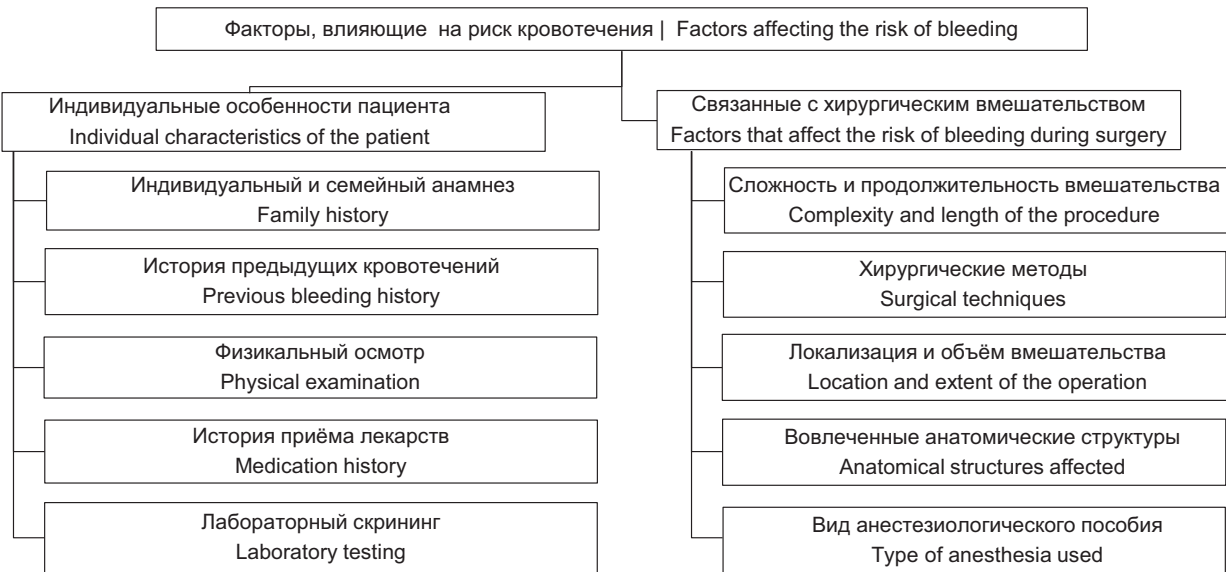 Факторы, влияющие на риск кровотечения | Factors affecting the risk of bleeding
Индивидуальные особенности пациента
Individual characteristics of the patient
Индивидуальный и семейный анамнез
Family history
История предыдущих кровотечений
Previous bleeding history
Физикальный осмотр
Physical examination
История приёма лекарств
Medication history
Лабораторный скрининг
Laboratory testing
Связанные с хирургическим вмешательством
Factors that affect the risk of bleeding during surgery
Сложность и продолжительность вмешательства
Complexity and length of the procedure
Хирургические методы
Surgical techniques
Локализация и объём вмешательства
Location and extent of the operation
Вовлеченные анатомические структуры
Anatomical structures affected
Вид анестезиологического пособия
Type of anesthesia used